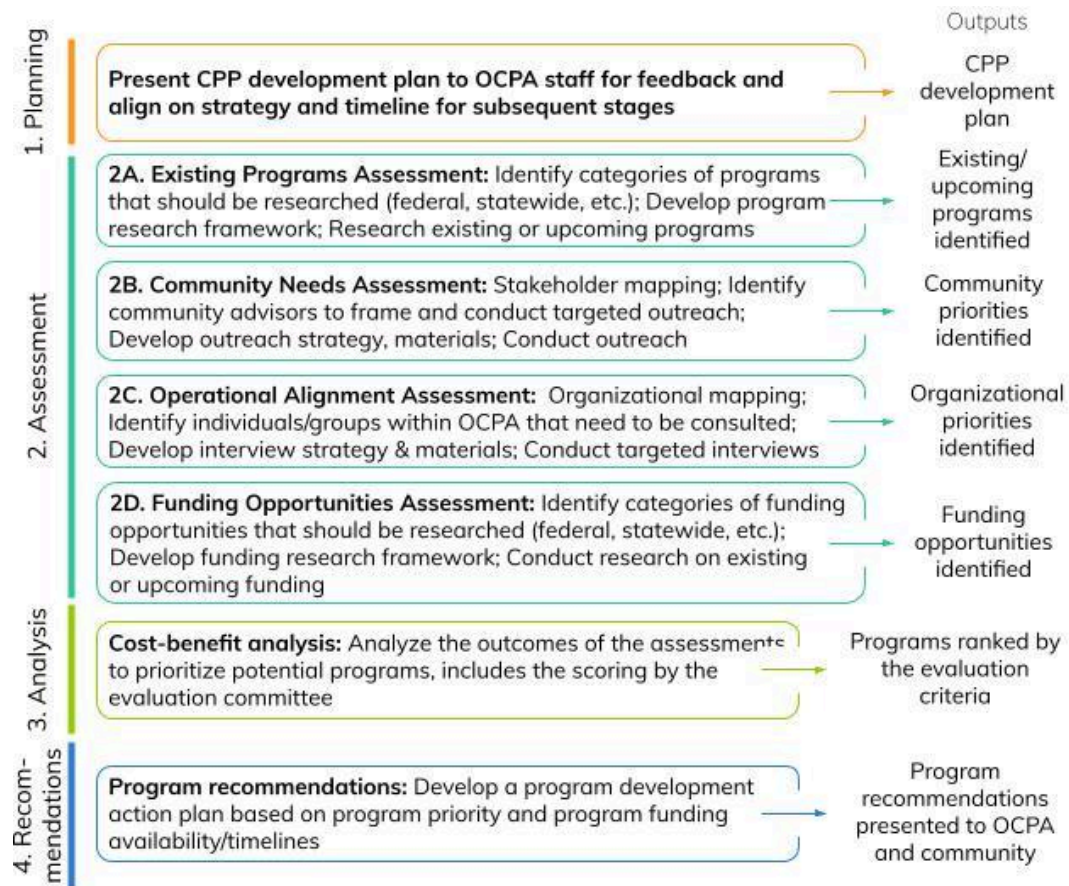 Outputs
1. Planning
Present CPP development plan to OCPA staff for feedback and
align on strategy and timeline for subsequent stages
CPP
development
plan
2. Assessment
2A. Existing Programs Assessment: Identify categories of programs
that should be researched (federal, statewide, etc.); Develop program
research framework; Research existing or upcoming programs
Existing/
upcoming
programs
identified
2B. Community Needs Assessment: Stakeholder mapping; Identify
community advisors to frame and conduct targeted outreach;
Develop outreach strategy, materials; Conduct outreach
Community
priorities
identified
2C. Operational Alignment Assessment: Organizational mapping;
Identify individuals/groups within OCPA that need to be consulted;
Develop interview strategy & materials; Conduct targeted interviews
Organizational
priorities
identified
2D. Funding Opportunities Assessment: Identify categories of funding
opportunities that should be researched (federal, statewide, etc.);
Develop funding research framework; Conduct research on existing
or upcoming funding
Funding
opportunities
identified
3. Analysis
Cost-benefit analysis: Analyze the outcomes of the assessments
to prioritize potential programs, includes the scoring by the
evaluation committee
Programs ranked by
the evaluation
criteria
4. Recom-
mendations
Program recommendations: Develop a program development
action plan based on program priority and program funding
availability/timelines
Program
recommendations
presented to OCPA
and community